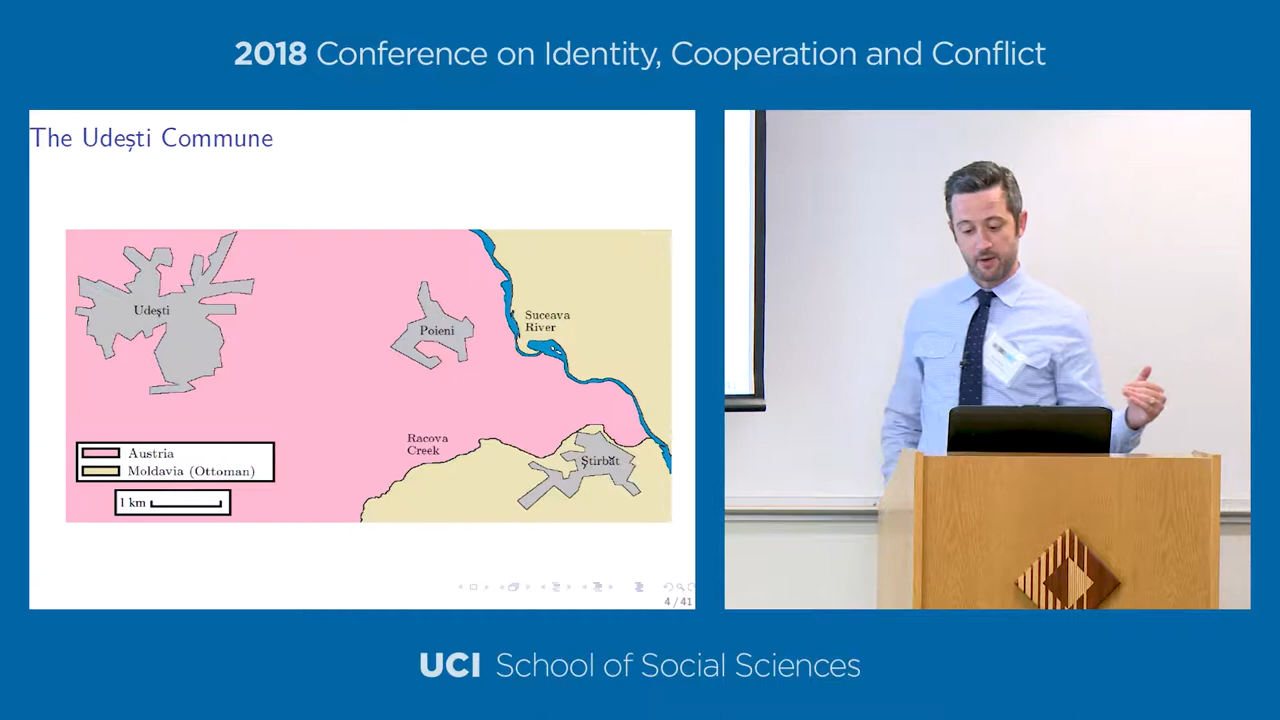 2018 Conference on Identity, Cooperation and Conflict
The Udești Commune
Udești
Poieni
Suceava
River
Racova
Creek
Știrbăt
Austria
Moldavia (Ottoman)
1 km
4 / 41
UCI School of Social Sciences